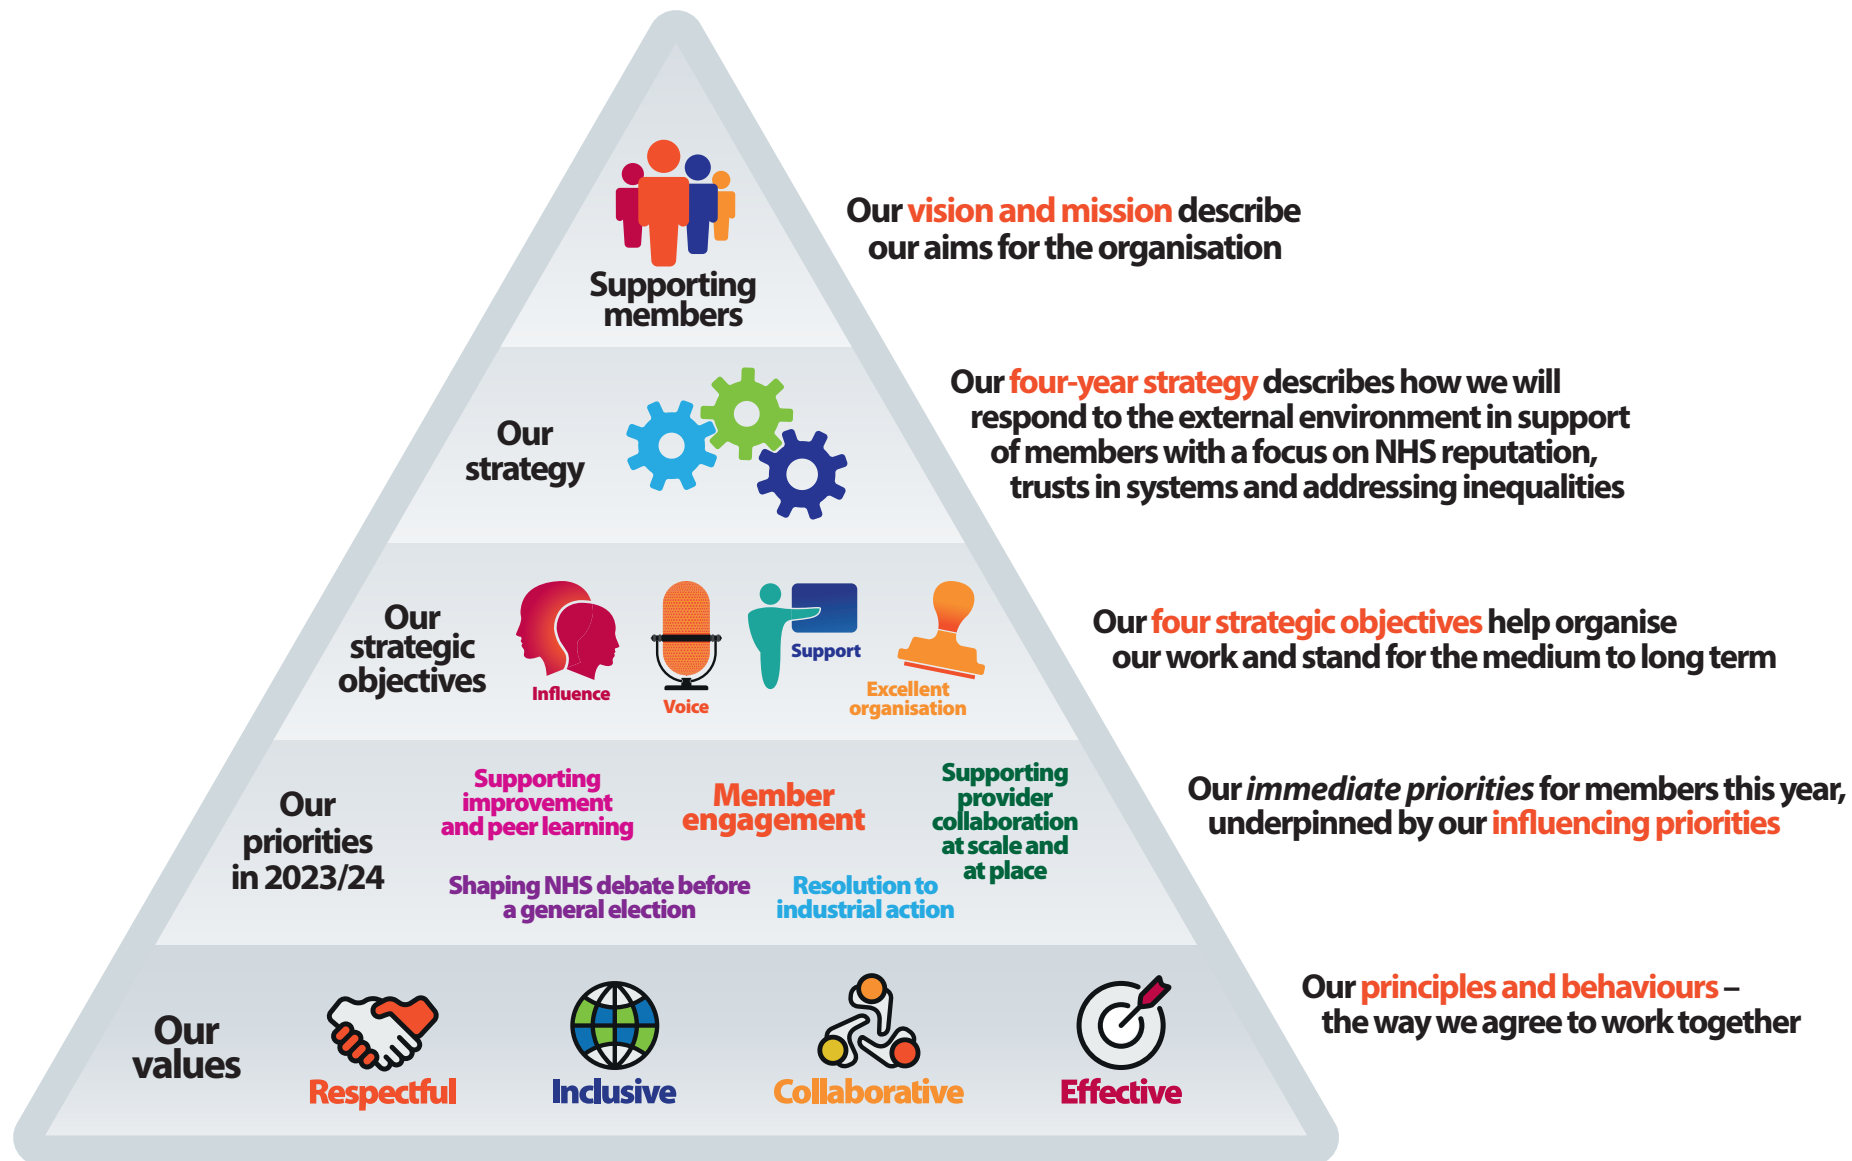 Supporting
members
Our vision and mission describe
our aims for the organisation
Our
strategy
Our four-year strategy describes how we will
respond to the external environment in support
of members with a focus on NHS reputation,
trusts in systems and addressing inequalities
Our
strategic
objectives
Influence
Voice
Support
Excellent
organisation
Our four strategic objectives help organise
our work and stand for the medium to long term
Our
priorities
in 2023/24
Supporting
improvement
and peer learning
Member
engagement
Supporting
provider
collaboration
at scale and
at place
Shaping NHS debate before
a general election
Resolution to
industrial action
Our immediate priorities for members this year,
underpinned by our influencing priorities
Our
values
Respectful
Inclusive
Collaborative
Effective
Our principles and behaviours –
the way we agree to work together